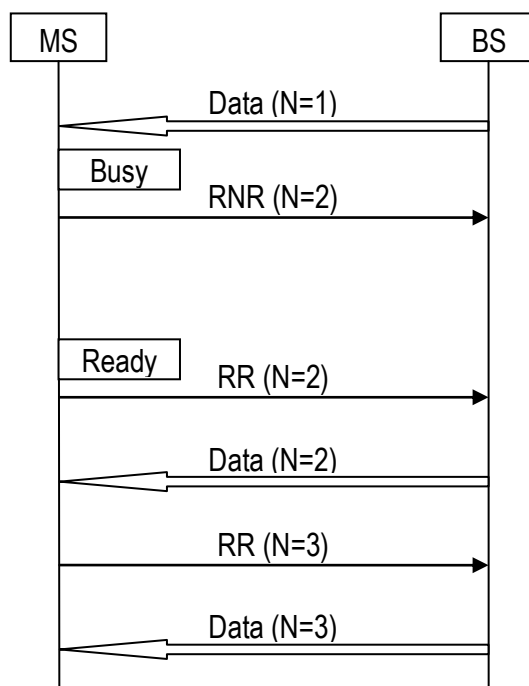 MS BS
Data (N=1)
Busy
RNR (N=2)
Ready
RR (N=2)
Data (N=2)
RR (N=3)
Data (N=3)